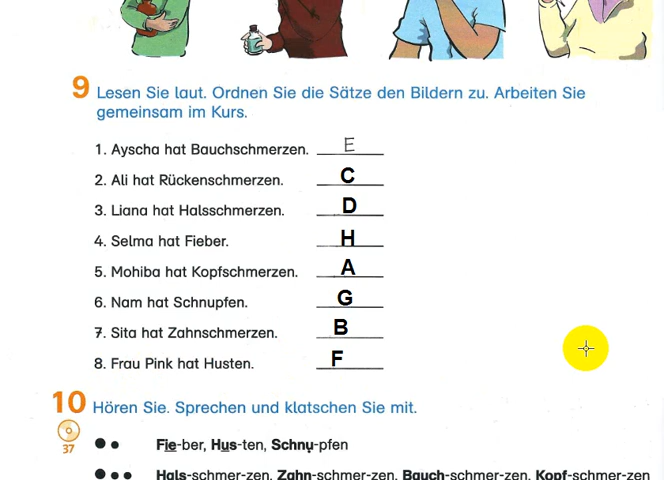 9 Lesen Sie laut. Ordnen Sie die Sätze den Bildern zu. Arbeiten Sie
gemeinsam im Kurs.
1. Ayscha hat Bauchschmerzen. E
2. Ali hat Rückenschmerzen. C
3. Liana hat Halsschmerzen. D
4. Selma hat Fieber. H
5. Mohiba hat Kopfschmerzen. A
6. Nam hat Schnupfen. G
7. Sita hat Zahnschmerzen. B
8. Frau Pink hat Husten. F
10 Hören Sie. Sprechen und klatschen Sie mit.
37
Fie-ber, Hus-ten, Schnu-pfen
Hals-schmer-zen, Zahn-schmer-zen, Bauch-schmer-zen, Kopf-schmer-zen